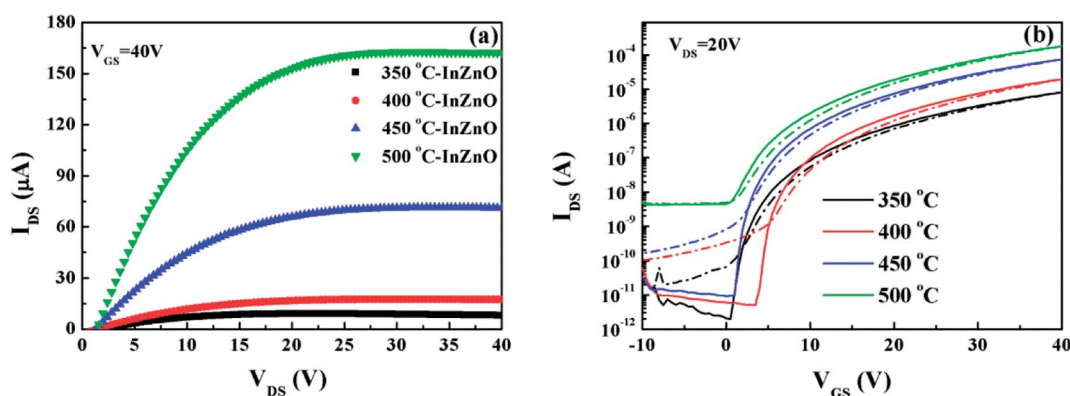 (a)
V_GS=40V
350 °C-InZnO
400 °C-InZnO
450 °C-InZnO
500 °C-InZnO
I_DS (μA)
180
150
120
90
60
30
0
0 5 10 15 20 25 30 35 40
V_DS (V)
(b)
V_DS=20V
350 °C
400 °C
450 °C
500 °C
I_DS (A)
10^-4
10^-5
10^-6
10^-7
10^-8
10^-9
10^-10
10^-11
10^-12
-10 0 10 20 30 40
V_GS (V)